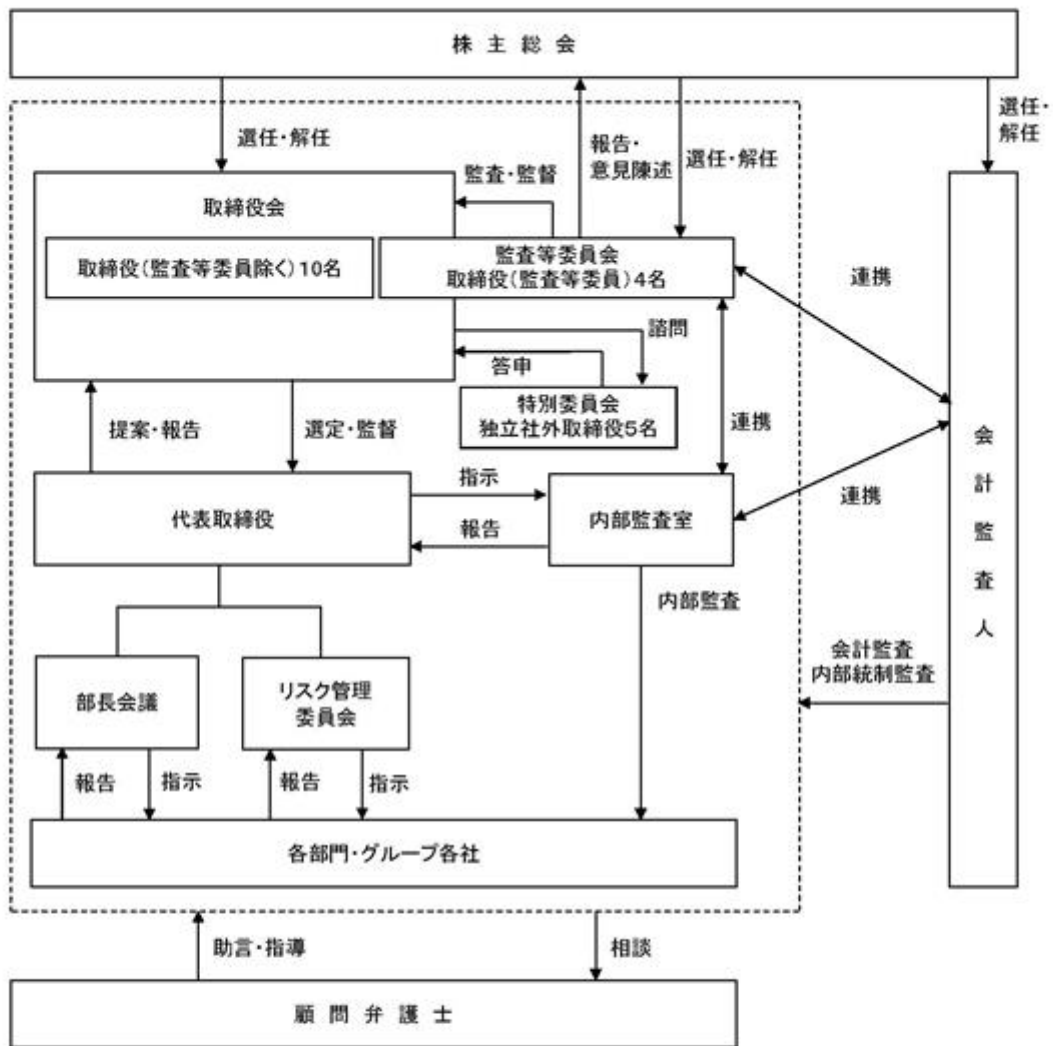 株主総会
選任・解任
報告・
意見陳述
選任・解任
選任・
解任
監査・監督
取締役会
取締役(監査等委員除く)10名
監査等委員会
取締役(監査等委員)4名
連携
諮問
答申
特別委員会
独立社外取締役5名
連携
提案・報告
選定・監督
会計監査人
代表取締役
指示
報告
内部監査室
連携
内部監査
部長会議
リスク管理
委員会
会計監査
内部統制監査
報告
指示
報告
指示
各部門・グループ各社
助言・指導
相談
顧問弁護士